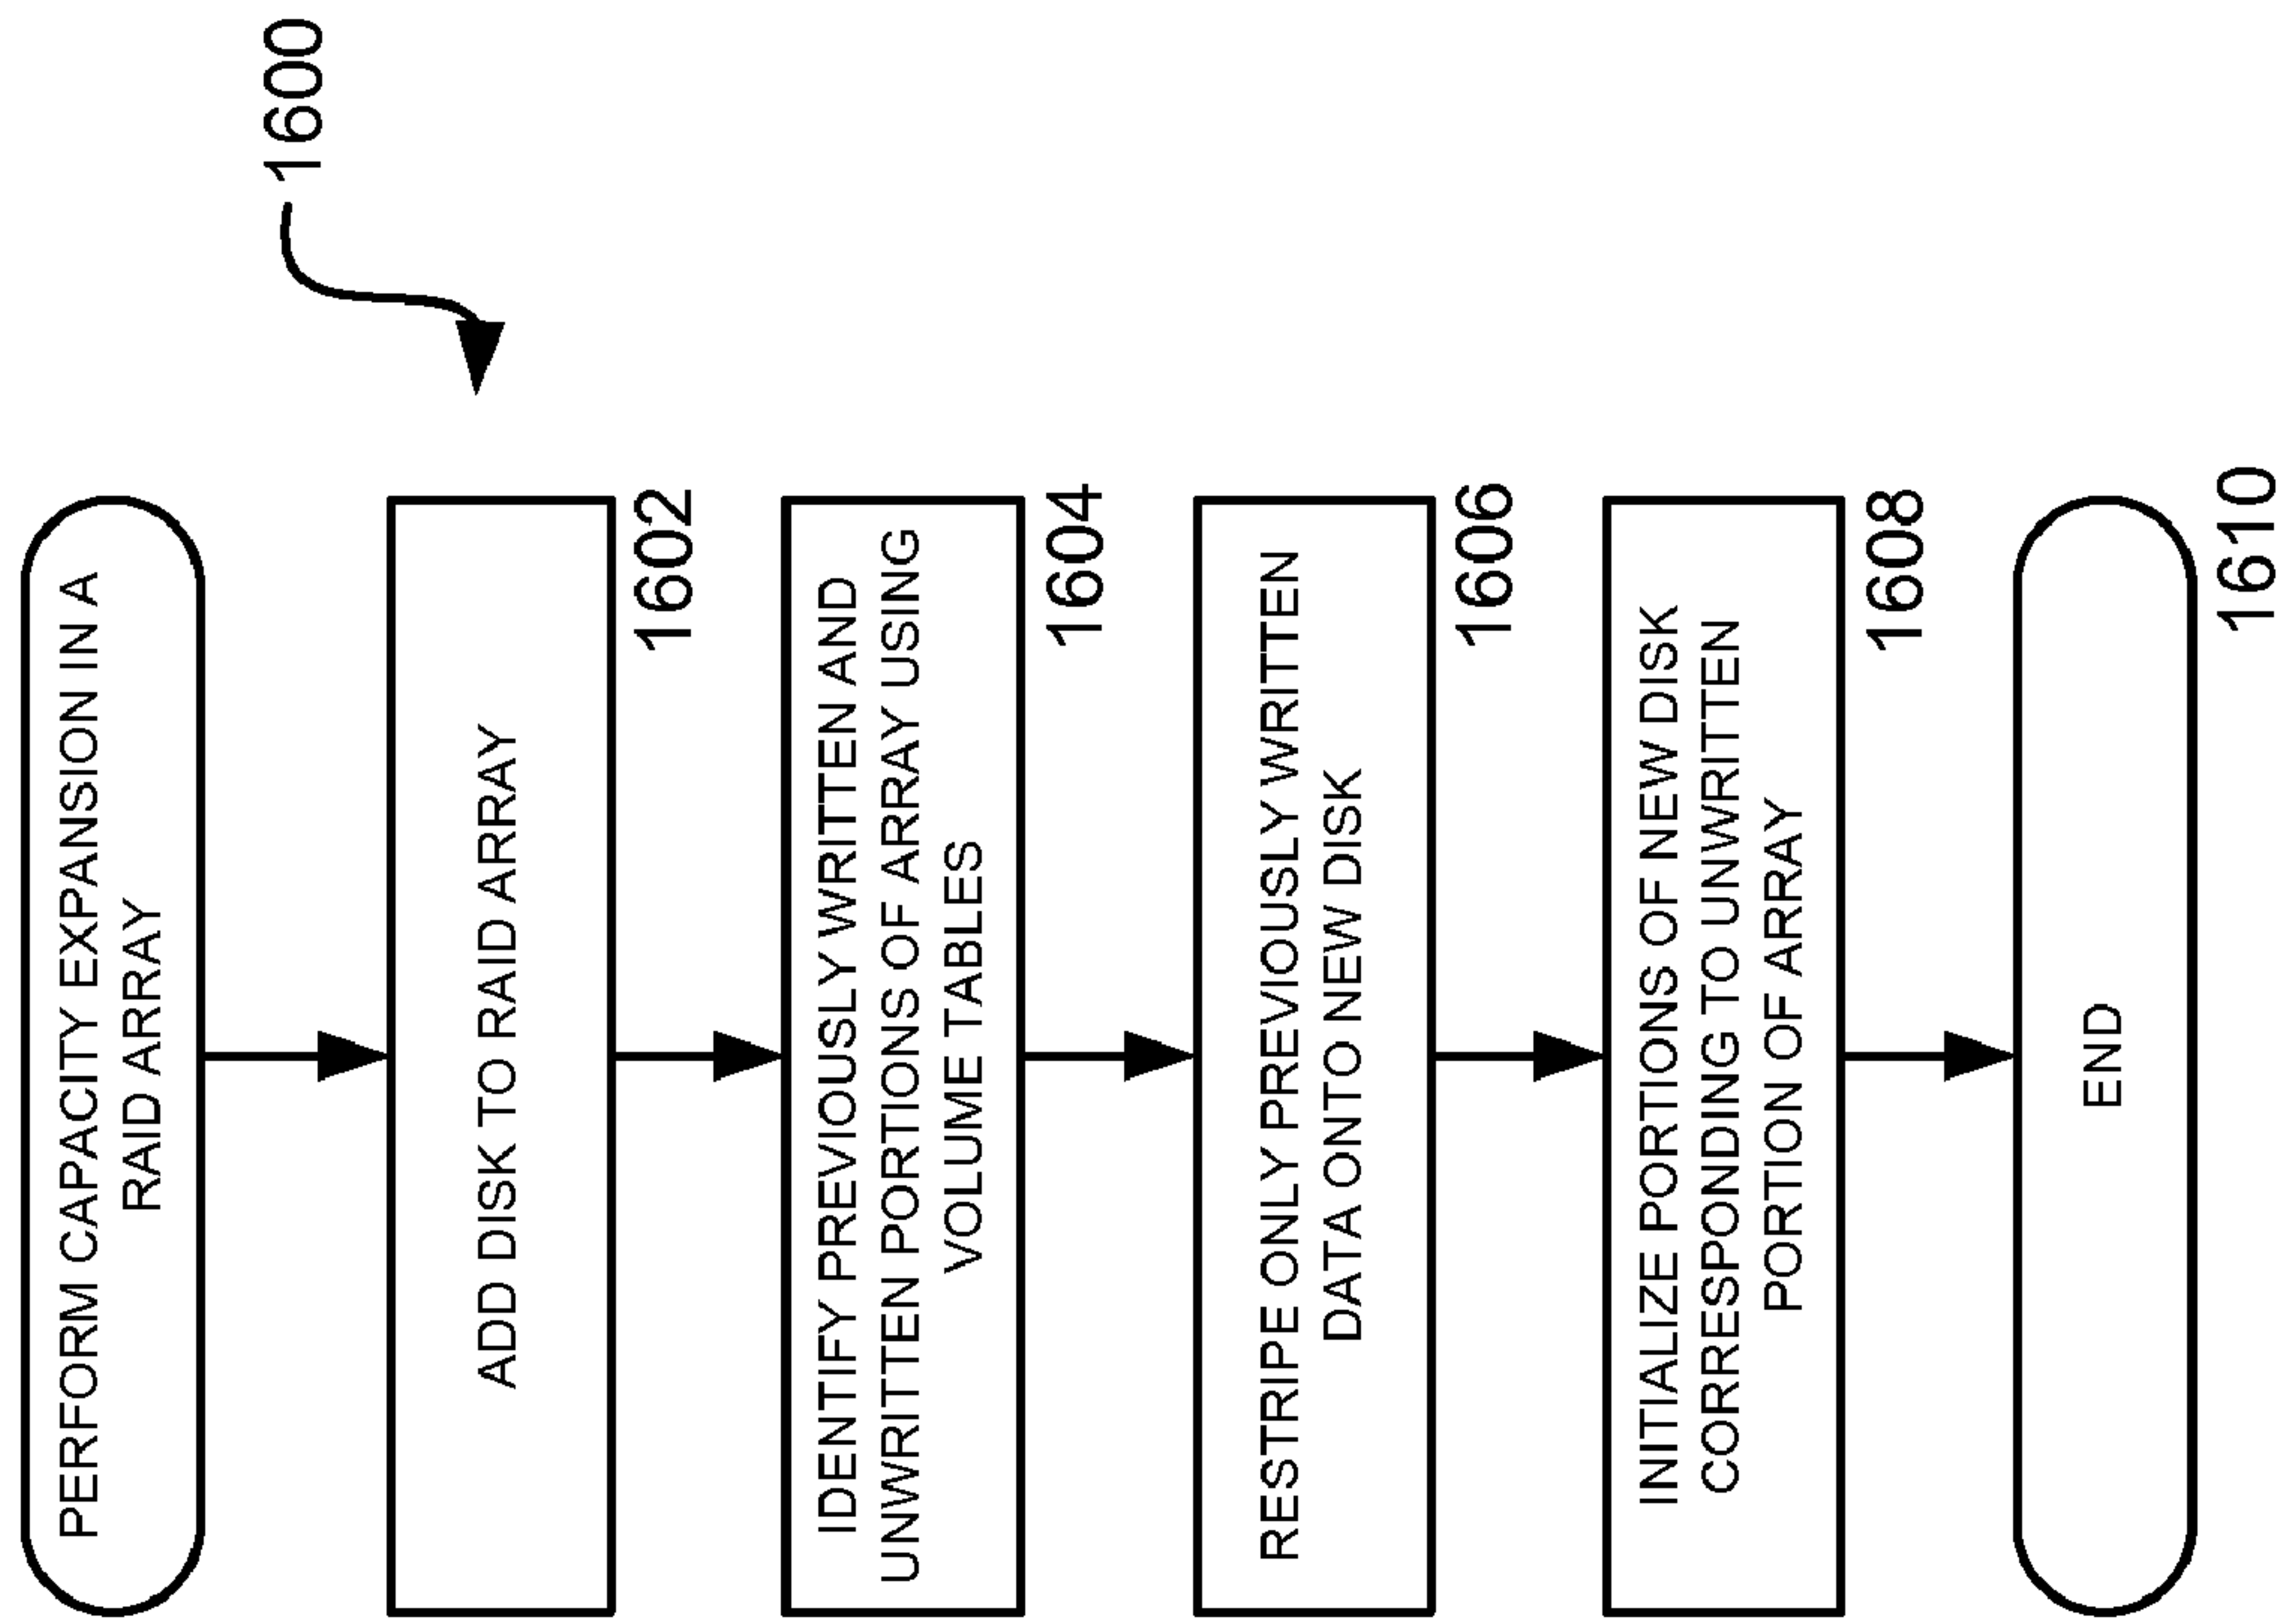 1600
PERFORM CAPACITY EXPANSION IN A
RAID ARRAY
ADD DISK TO RAID ARRAY
1602
IDENTIFY PREVIOUSLY WRITTEN AND
UNWRITTEN PORTIONS OF ARRAY USING
VOLUME TABLES
1604
RESTRIPE ONLY PREVIOUSLY WRITTEN
DATA ONTO NEW DISK
1606
INITIALIZE PORTIONS OF NEW DISK
CORRESPONDING TO UNWRITTEN
PORTION OF ARRAY
1608
END
1610